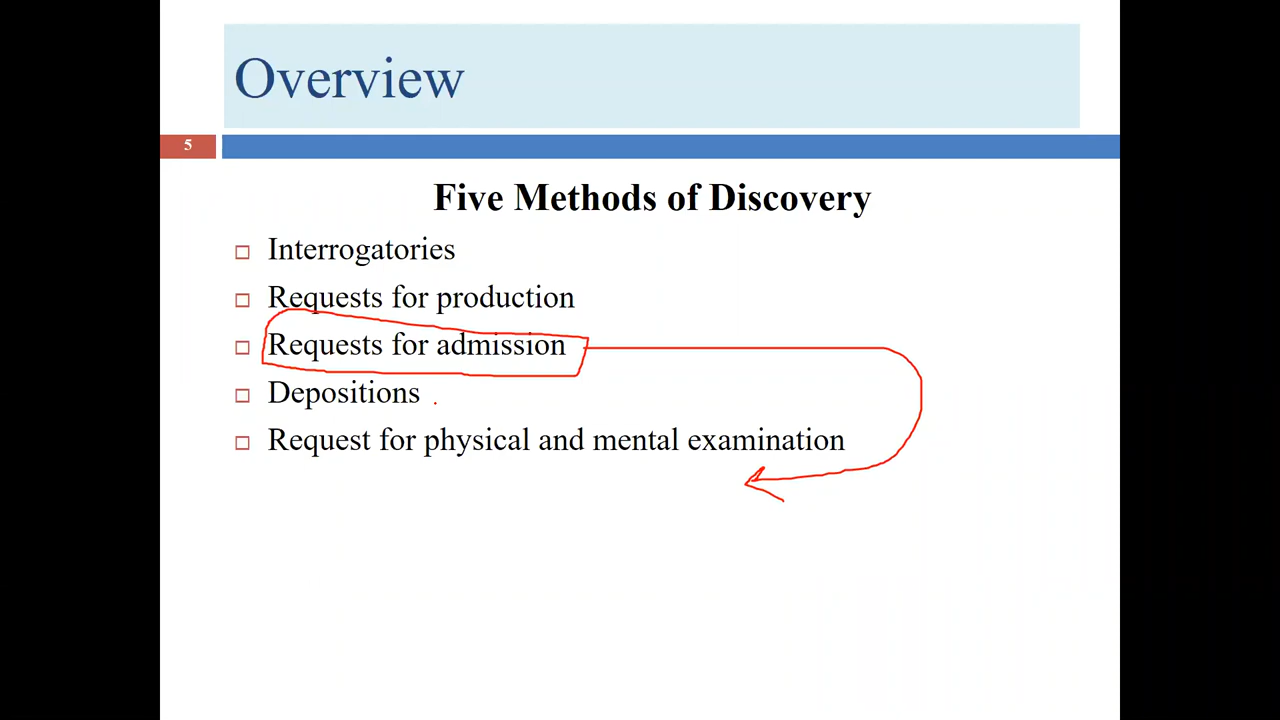 Overview
5
Five Methods of Discovery
Interrogatories
Requests for production
Requests for admission
Depositions
Request for physical and mental examination